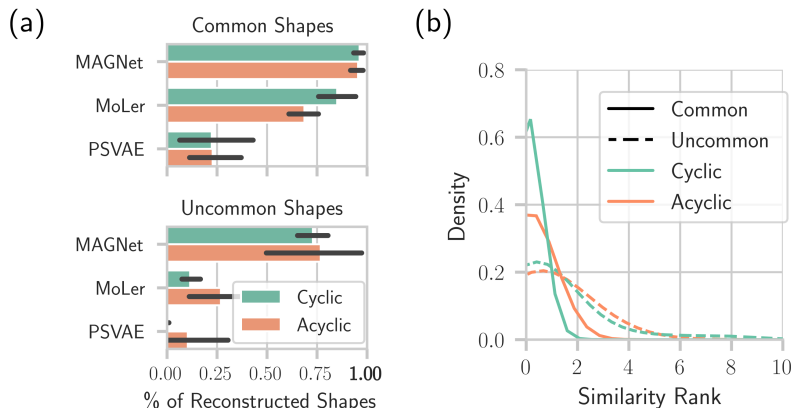 (a)
Common Shapes
MAGNet
MoLer
PSVAE
Uncommon Shapes
MAGNet
MoLer
PSVAE
Cyclic
Acyclic
0.00 0.25 0.50 0.75 1.00
% of Reconstructed Shapes
(b)
0.8
0.6
0.4
0.2
0.0
Density
Common
Uncommon
Cyclic
Acyclic
0 2 4 6 8 10
Similarity Rank